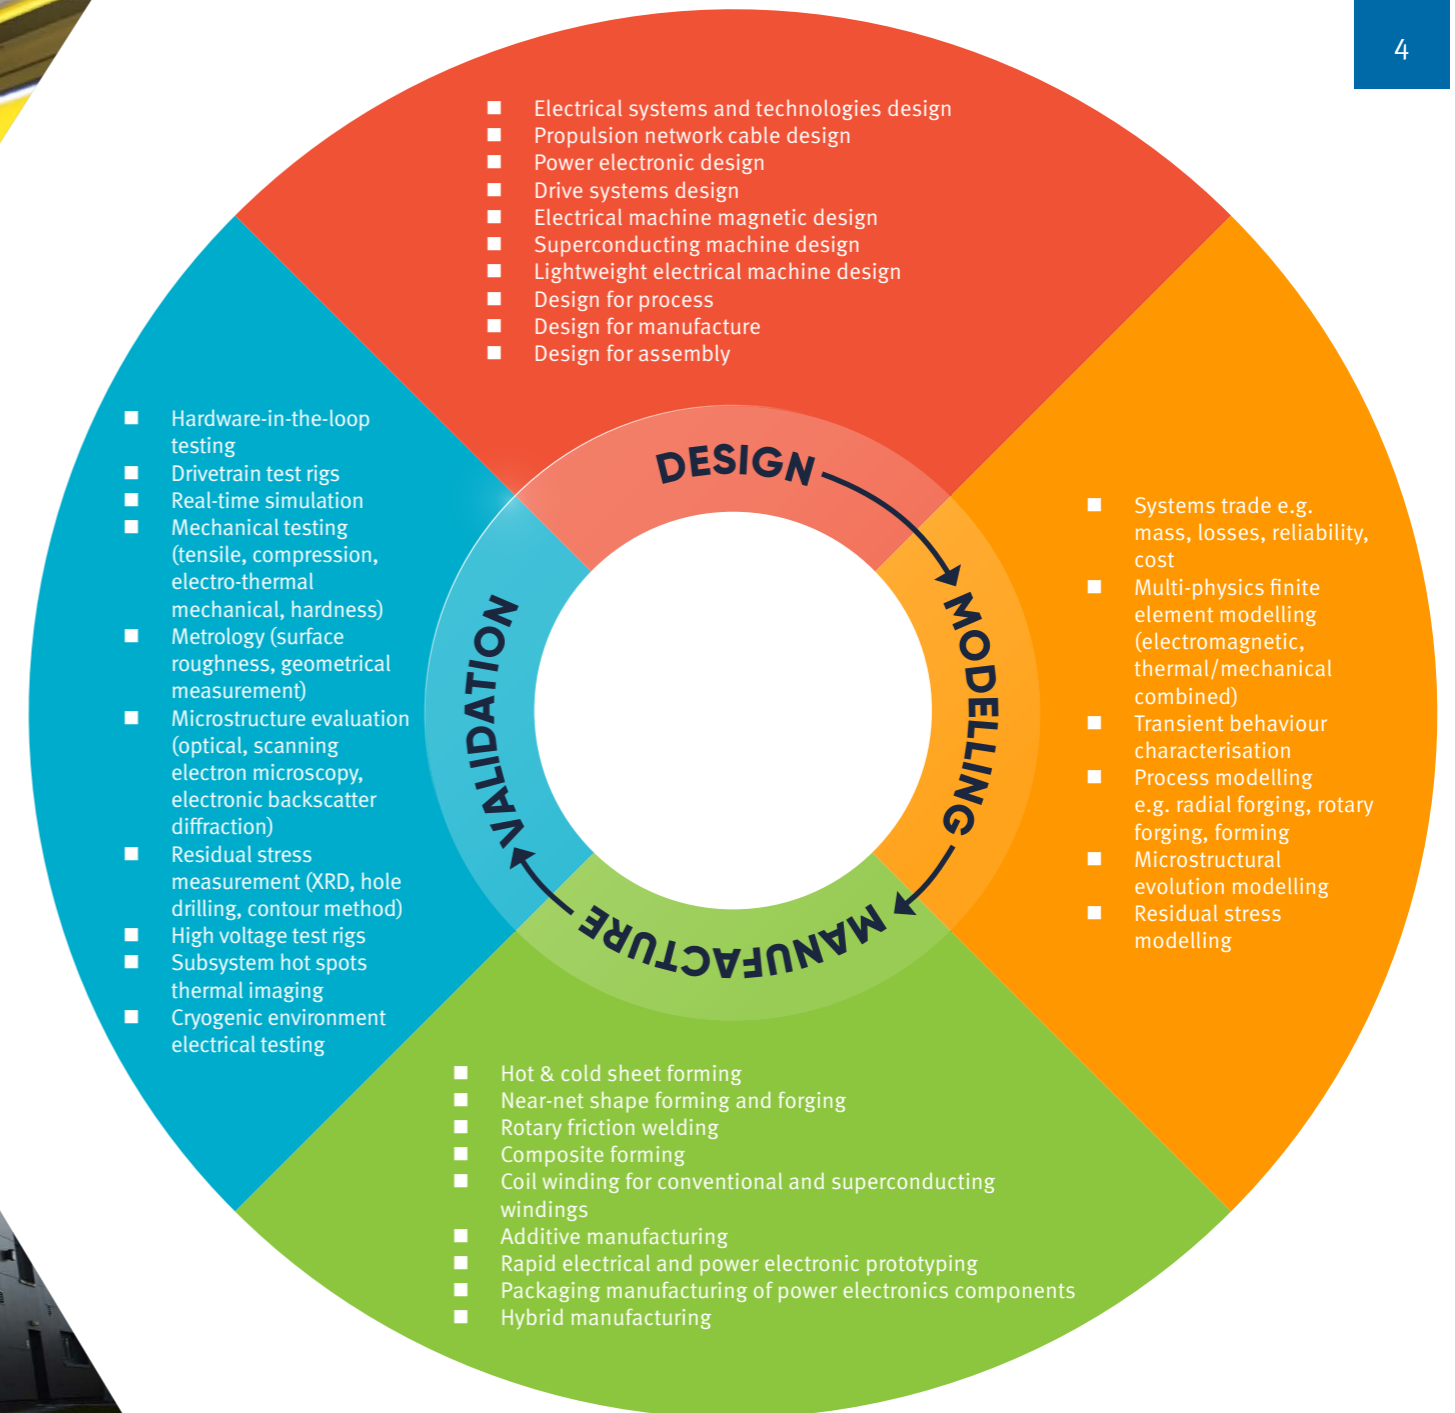 4
■ Electrical systems and technologies design
■ Propulsion network cable design
■ Power electronic design
■ Drive systems design
■ Electrical machine magnetic design
■ Superconducting machine design
■ Lightweight electrical machine design
■ Design for process
■ Design for manufacture
■ Design for assembly
DESIGN
MODELLING
■ Systems trade e.g.
mass, losses, reliability,
cost
■ Multi-physics finite
element modelling
(electromagnetic,
thermal/mechanical
combined)
■ Transient behaviour
characterisation
■ Process modelling
e.g. radial forging, rotary
forging, forming
■ Microstructural
evolution modelling
■ Residual stress
modelling
MANUFACTURE
■ Hot & cold sheet forming
■ Near-net shape forming and forging
■ Rotary friction welding
■ Composite forming
■ Coil winding for conventional and superconducting
windings
■ Additive manufacturing
■ Rapid electrical and power electronic prototyping
■ Packaging manufacturing of power electronics components
■ Hybrid manufacturing
VALIDATION
■ Hardware-in-the-loop
testing
■ Drivetrain test rigs
■ Real-time simulation
■ Mechanical testing
(tensile, compression,
electro-thermal
mechanical, hardness)
■ Metrology (surface
roughness, geometrical
measurement)
■ Microstructure evaluation
(optical, scanning
electron microscopy,
electronic backscatter
diffraction)
■ Residual stress
measurement (XRD, hole
drilling, contour method)
■ High voltage test rigs
■ Subsystem hot spots
thermal imaging
■ Cryogenic environment
electrical testing